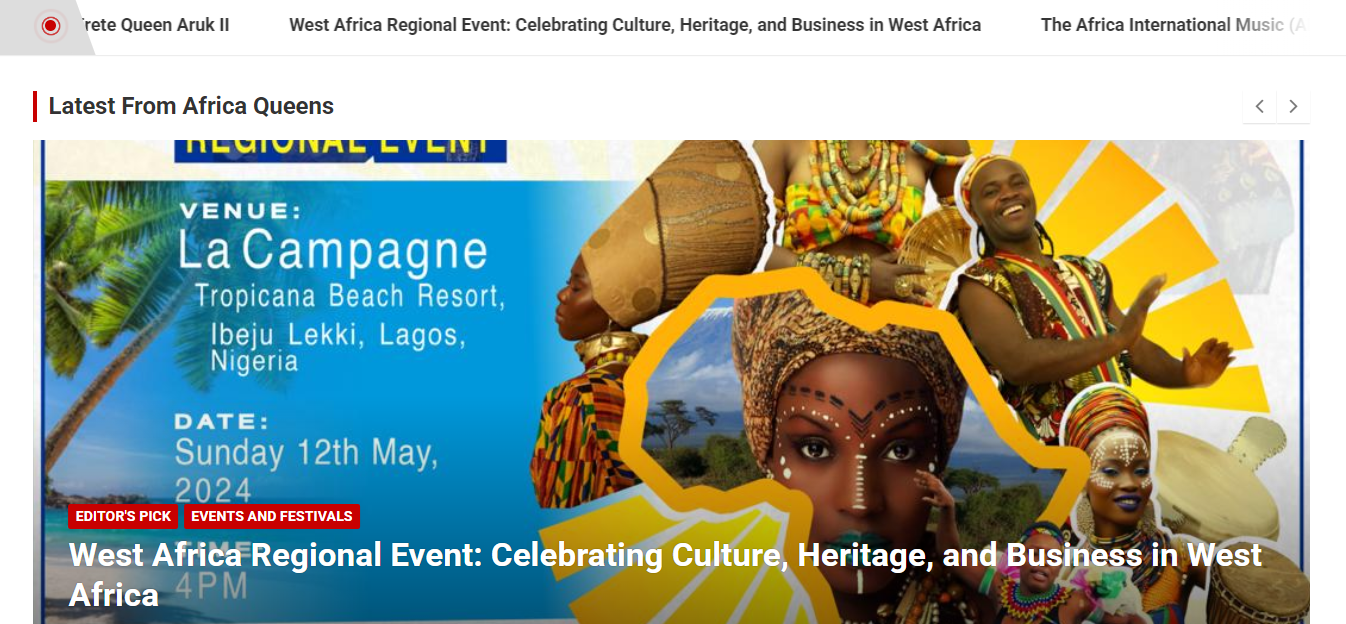 rete Queen Aruk II
West Africa Regional Event: Celebrating Culture, Heritage, and Business in West Africa
The Africa International Music (A
Latest From Africa Queens
REGIONAL EVENT
VENUE:
La Campagne
Tropicana Beach Resort,
Ibeju Lekki, Lagos,
Nigeria
DATE:
Sunday 12th May,
2024
EDITOR'S PICK
EVENTS AND FESTIVALS
TIME
4PM
West Africa Regional Event: Celebrating Culture, Heritage, and Business in West
Africa